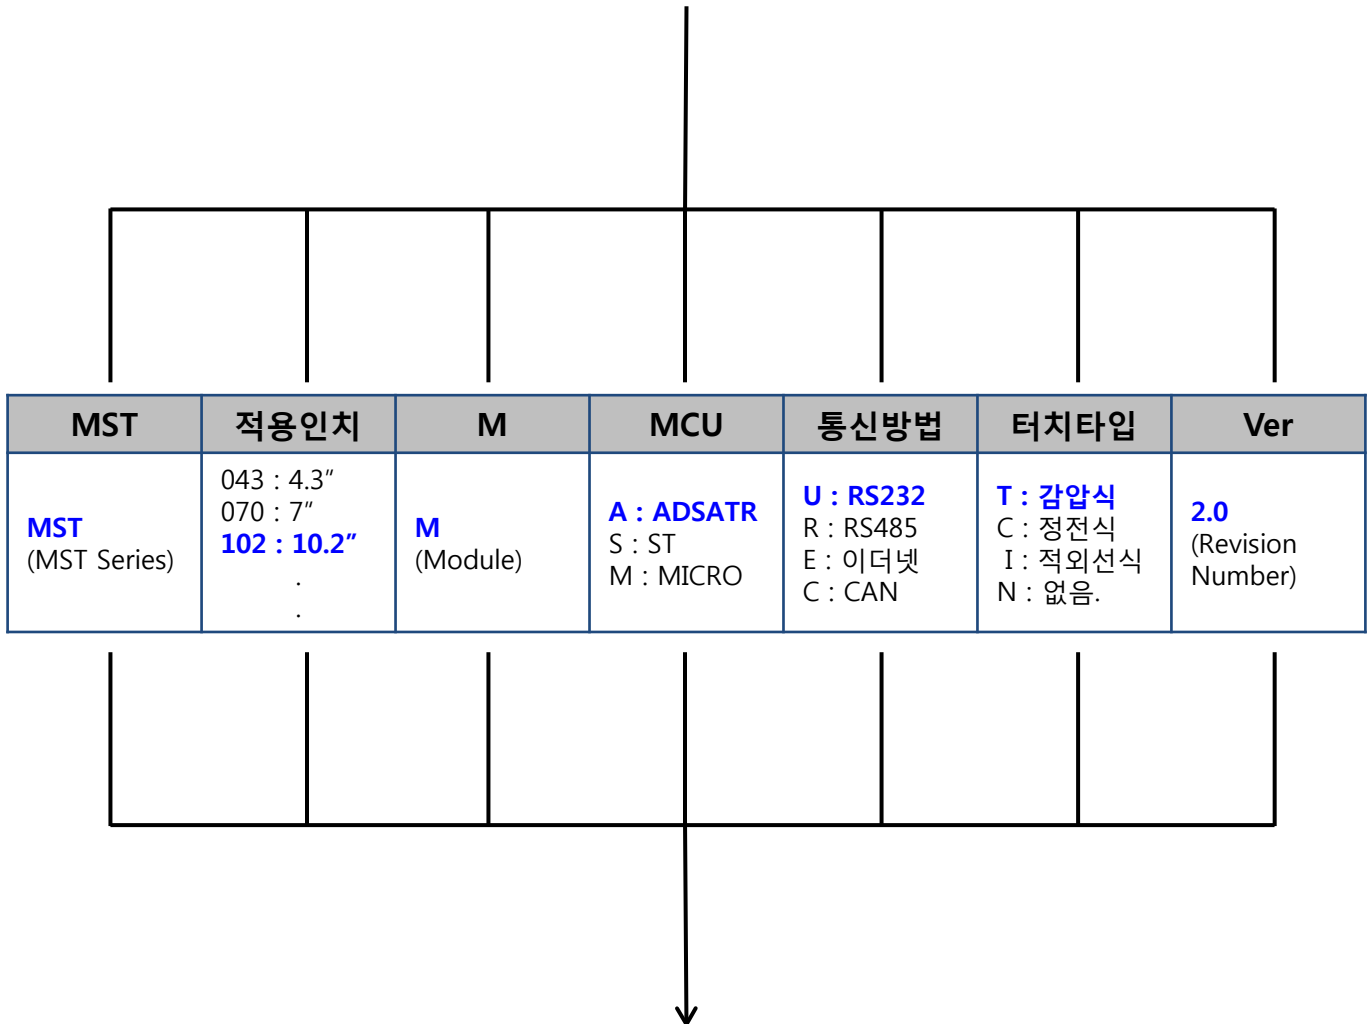 MST
적용인치
M
MCU
통신방법
터치타입
Ver
MST
(MST Series)
043 : 4.3"
070 : 7"
102 : 10.2"
.
.
M
(Module)
A : ADSATR
S : ST
M : MICRO
U : RS232
R : RS485
E : 이더넷
C : CAN
T : 감압식
C : 정전식
I : 적외선식
N : 없음.
2.0
(Revision
Number)